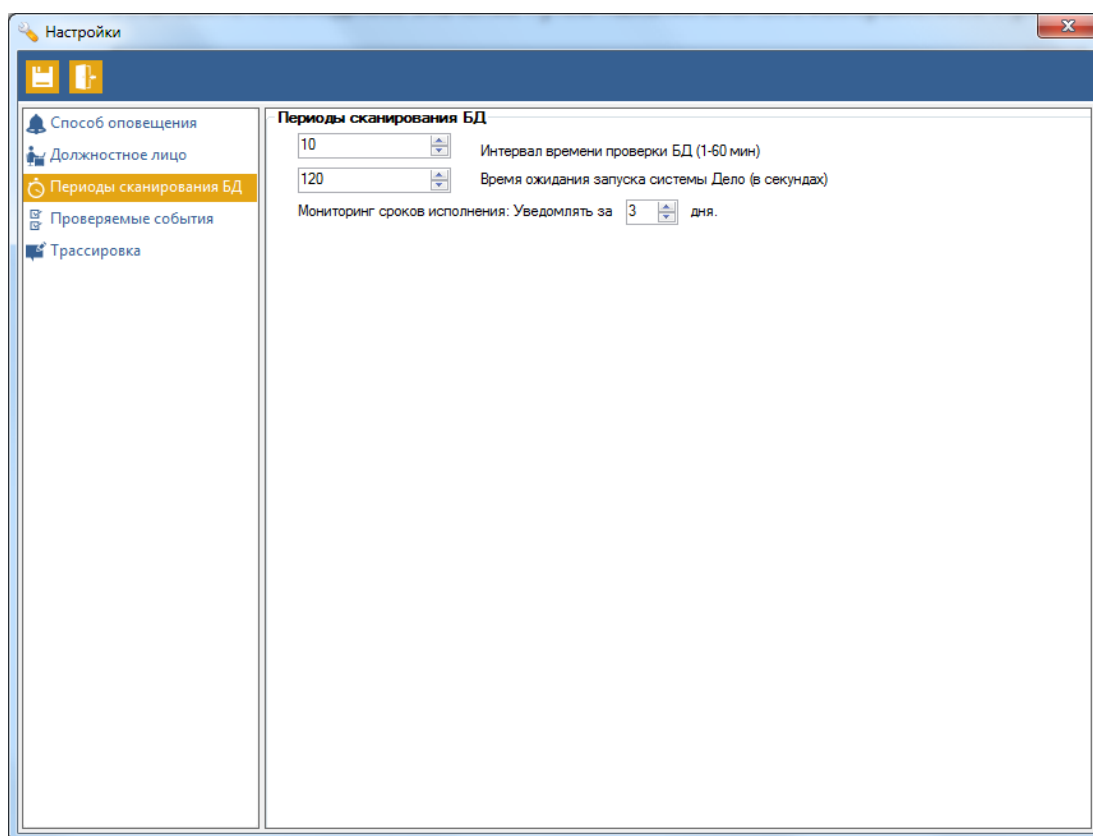 Настройки
Способ оповещения
Должностное лицо
Периоды сканирования БД
Проверяемые события
Трассировка
Периоды сканирования БД
10 Интервал времени проверки БД (1-60 мин)
120 Время ожидания запуска системы Дело (в секундах)
Мониторинг сроков исполнения: Уведомлять за 3 дня.